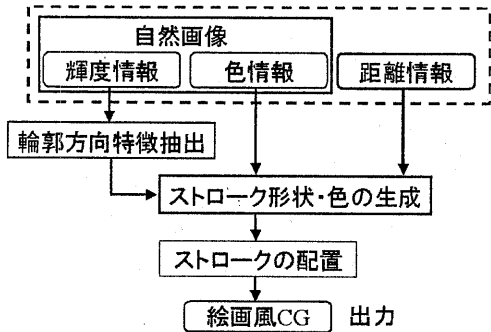 自然画像
輝度情報 色情報 距離情報
輪郭方向特徴抽出
ストローク形状・色の生成
ストロークの配置
絵画風CG 出力